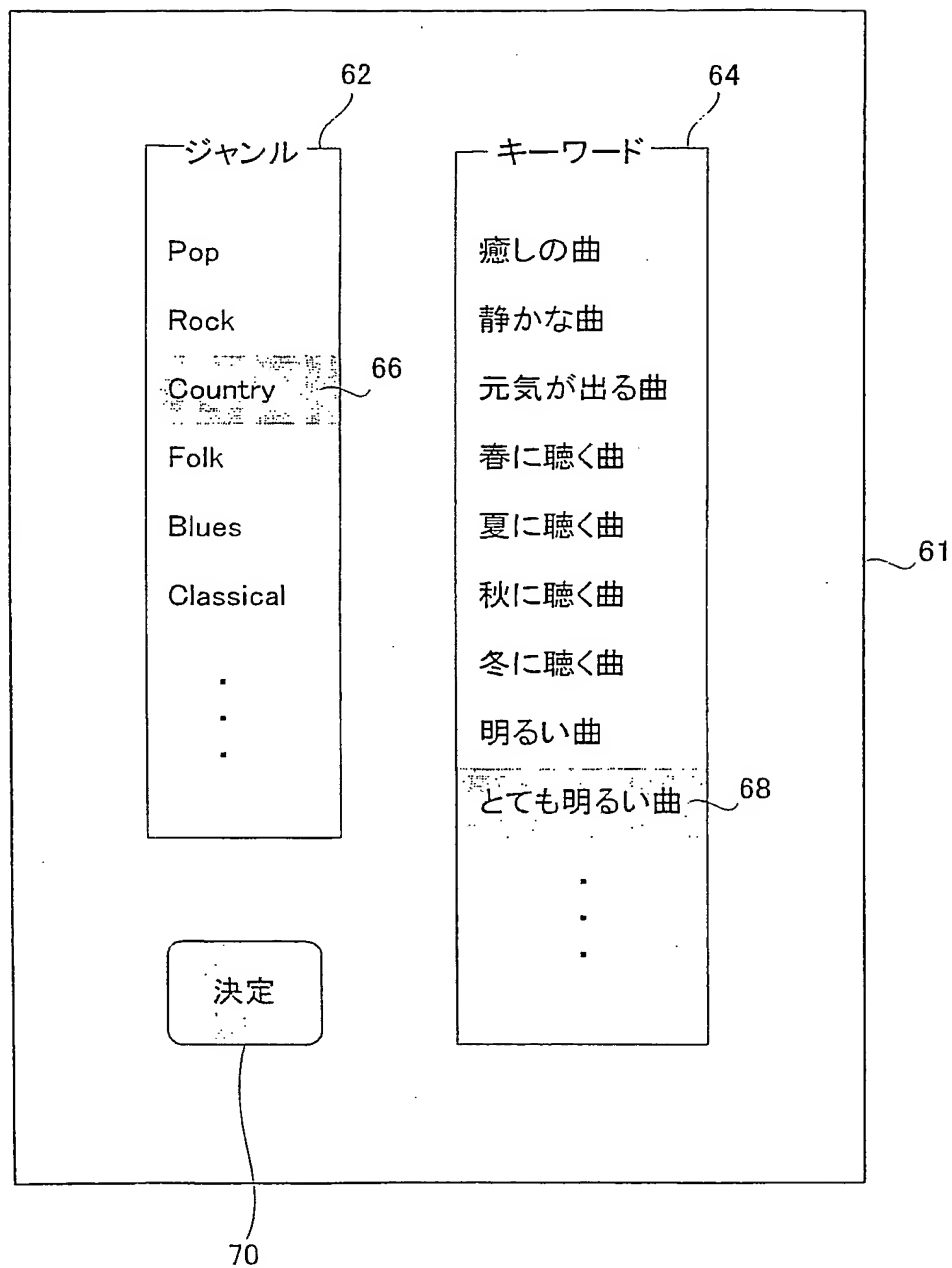 62
ジャンル
Pop
Rock
Country
66
Folk
Blues
Classical
64
キーワード
癒しの曲
静かな曲
元気が出る曲
春に聴く曲
夏に聴く曲
秋に聴く曲
冬に聴く曲
明るい曲
とても明るい曲
68
61
決定
70